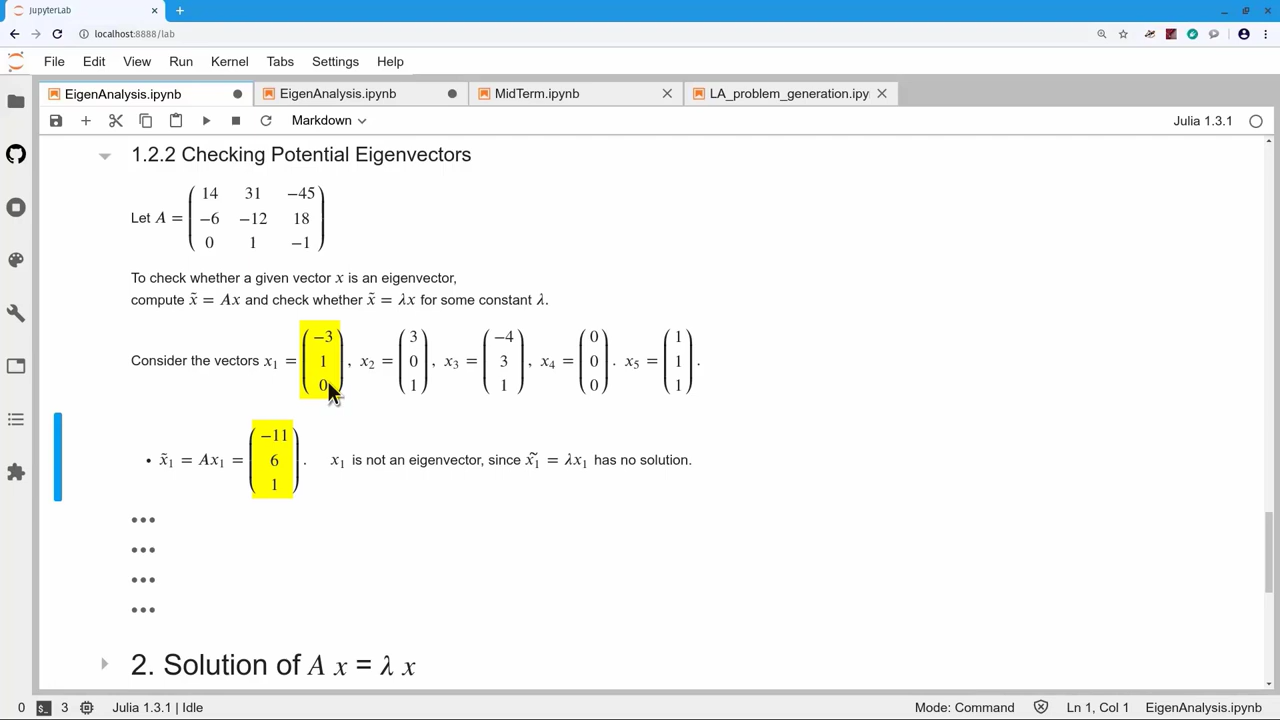 JupyterLab
localhost:8888/lab
File Edit View Run Kernel Tabs Settings Help
EigenAnalysis.ipynb EigenAnalysis.ipynb MidTerm.ipynb LA_problem_generation.ipy
Markdown Julia 1.3.1
1.2.2 Checking Potential Eigenvectors
Let A = ( 14 31 −45
−6 −12 18
0 1 −1 )
To check whether a given vector x is an eigenvector,
compute x̃ = Ax and check whether x̃ = λx for some constant λ.
Consider the vectors x₁ = (−3 1 0), x₂ = (3 0 1), x₃ = (−4 3 1), x₄ = (0 0 0). x₅ = (1 1 1).
• x̃₁ = Ax₁ = (−11 6 1). x₁ is not an eigenvector, since x̃₁ = λx₁ has no solution.
•••
•••
•••
•••
2. Solution of A x = λ x
0 $_ 3 Julia 1.3.1 | Idle Mode: Command Ln 1, Col 1 EigenAnalysis.ipynb